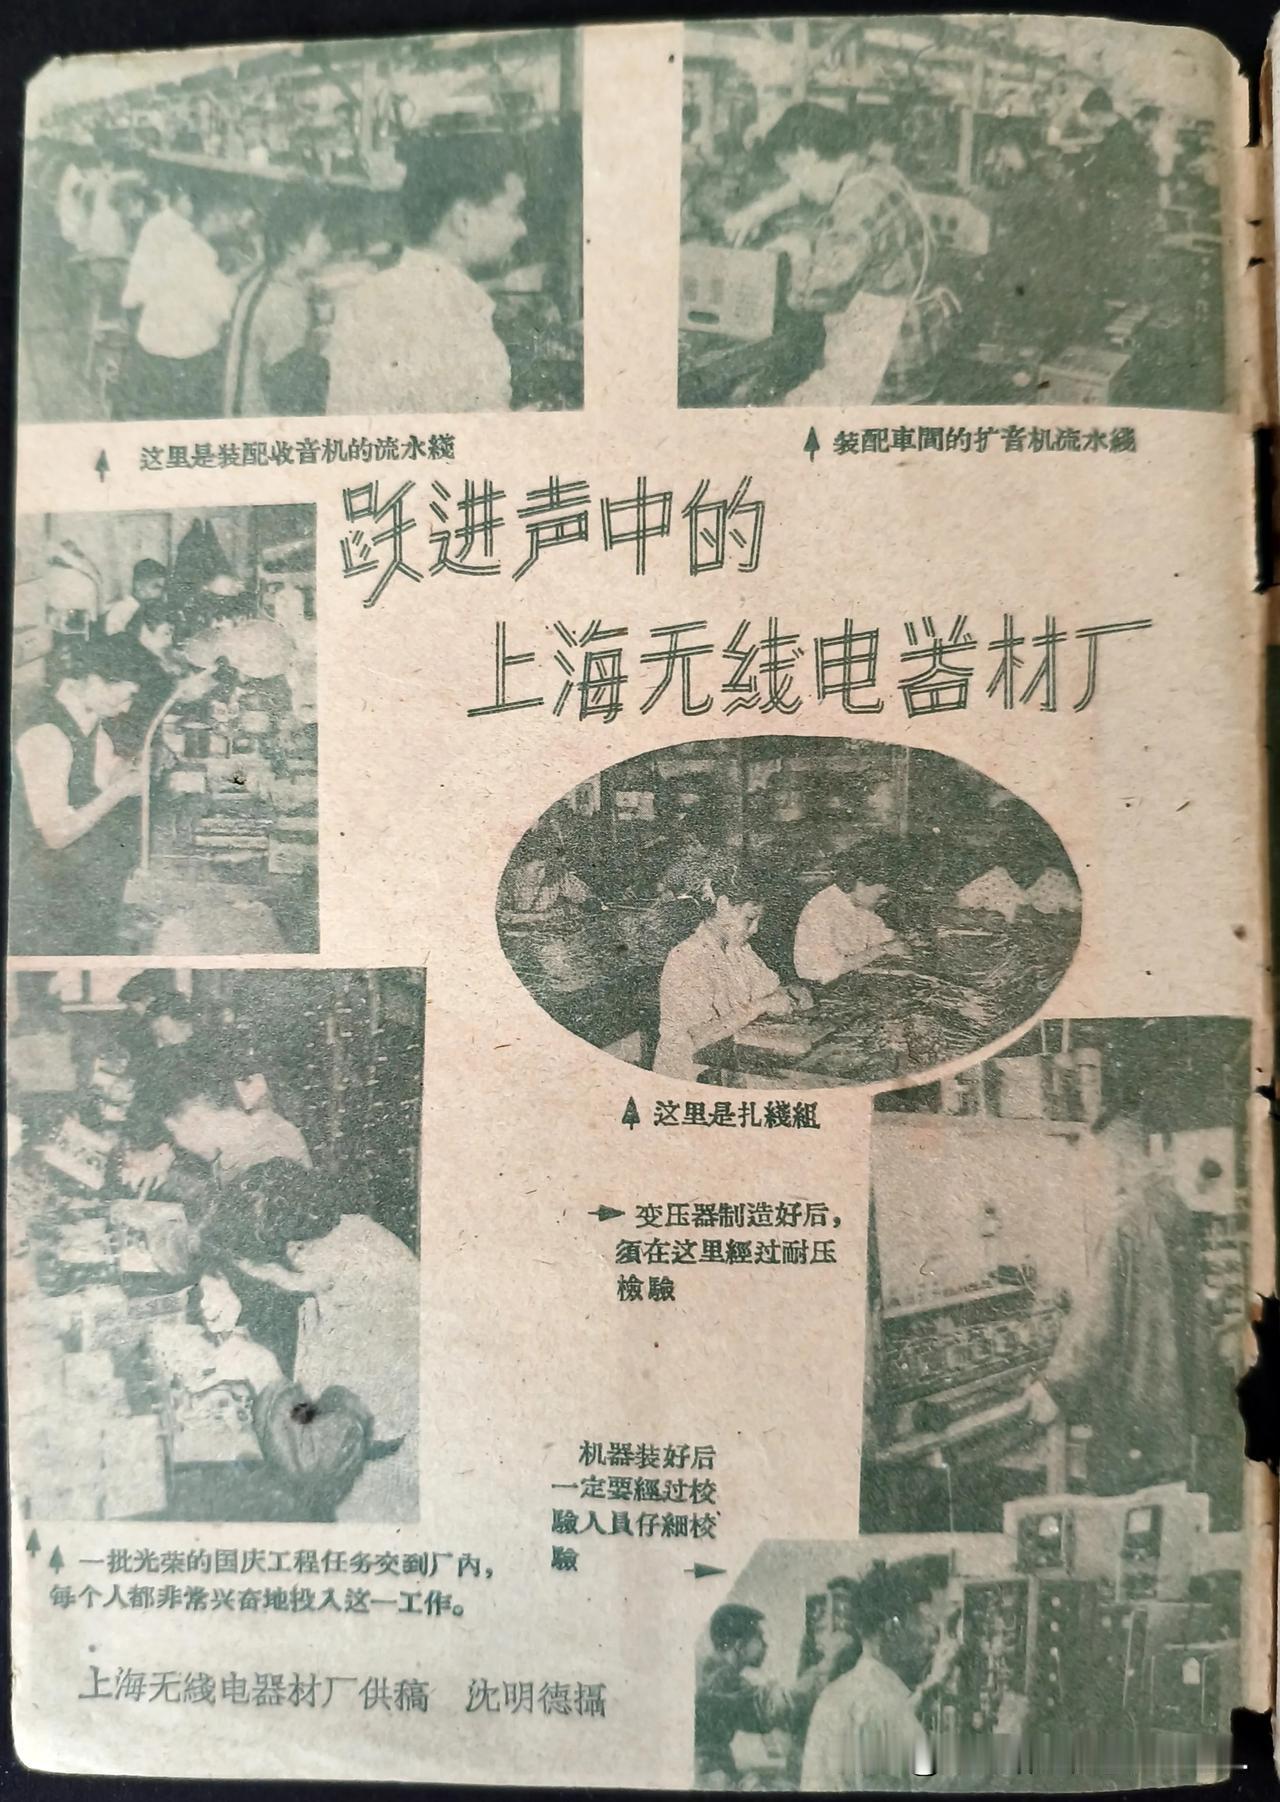 这里是装配收音机的流水綫
装配車間的扩音机流水綫
跃进声中的
上海无线电器材厂
这里是扎綫組
变压器制造好后，
須在这里經过耐压
檢驗
机器装好后
一定要經过校
驗人員仔細校
驗
一批光荣的国庆工程任务交到厂內，
每个人都非常兴奋地投入这一工作。
上海无綫电器材厂供稿 沈明德攝